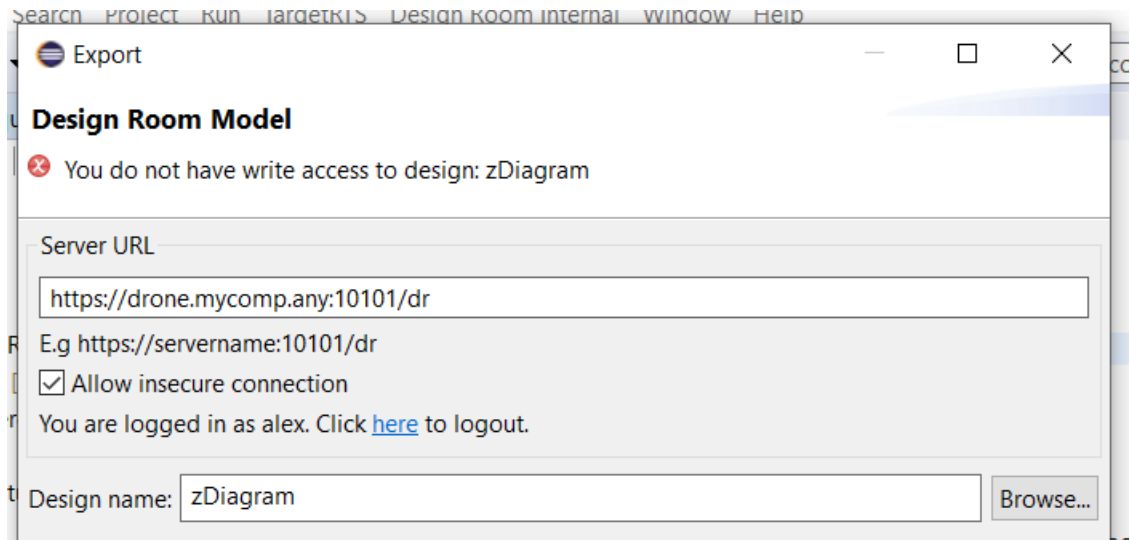 Search Project Run TargetRTS Design Room Internal Window Help
Export
Design Room Model
You do not have write access to design: zDiagram
Server URL
https://drone.mycomp.any:10101/dr
E.g https://servername:10101/dr
Allow insecure connection
You are logged in as alex. Click here to logout.
Design name: zDiagram Browse...